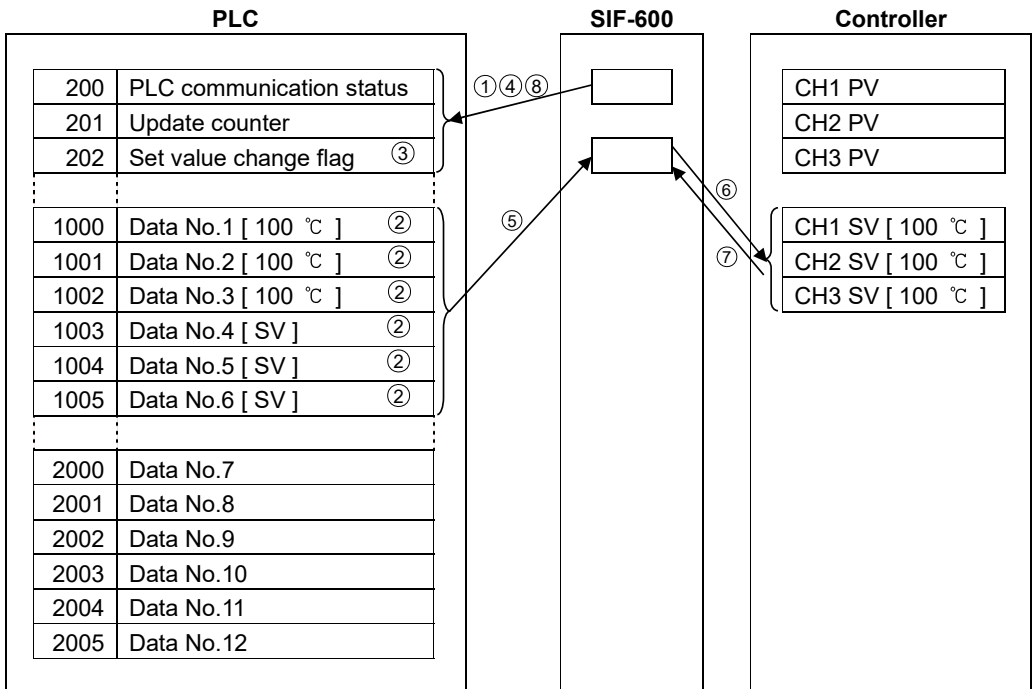 PLC SIF-600 Controller
200 PLC communication status ①④⑧ CH1 PV
201 Update counter CH2 PV
202 Set value change flag ③ CH3 PV
⑥
1000 Data No.1 [ 100 ℃ ] ② ⑤ CH1 SV [ 100 ℃ ]
1001 Data No.2 [ 100 ℃ ] ② ⑦ CH2 SV [ 100 ℃ ]
1002 Data No.3 [ 100 ℃ ] ② CH3 SV [ 100 ℃ ]
1003 Data No.4 [ SV ] ②
1004 Data No.5 [ SV ] ②
1005 Data No.6 [ SV ] ②
2000 Data No.7
2001 Data No.8
2002 Data No.9
2003 Data No.10
2004 Data No.11
2005 Data No.12